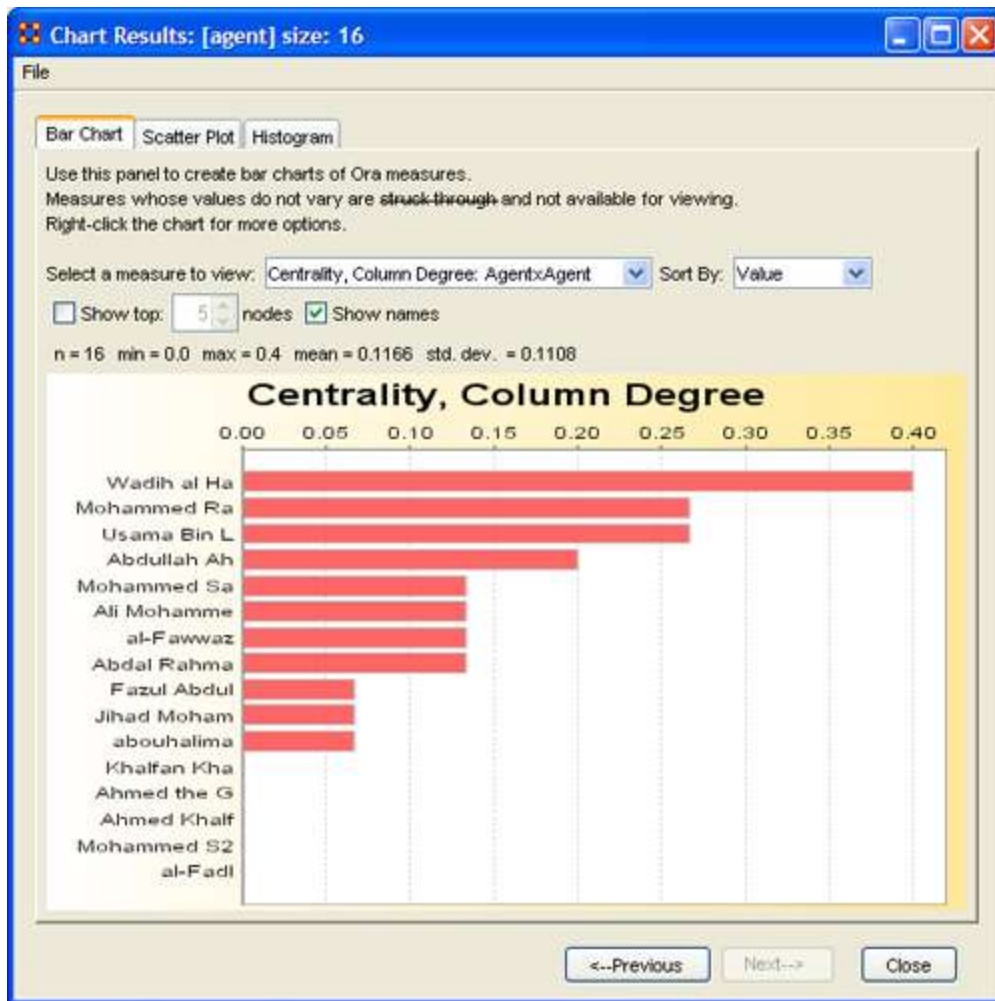 Chart Results: [agent] size: 16
File
Bar Chart Scatter Plot Histogram
Use this panel to create bar charts of Ora measures.
Measures whose values do not vary are struck through and not available for viewing.
Right-click the chart for more options.
Select a measure to view: Centrality, Column Degree: AgentxAgent Sort By: Value
Show top: 5 nodes Show names
n = 16 min = 0.0 max = 0.4 mean = 0.1166 std. dev. = 0.1108
Centrality, Column Degree
0.00 0.05 0.10 0.15 0.20 0.25 0.30 0.35 0.40
Wadih al Ha
Mohammed Ra
Usama Bin L
Abdullah Ah
Mohammed Sa
Ali Mohamme
al-Fawwaz
Abdal Rahma
Fazul Abdul
Jihad Moham
abouhalima
Khalfan Kha
Ahmed the G
Ahmed Khalf
Mohammed S2
al-Fadl
<--Previous Next--> Close